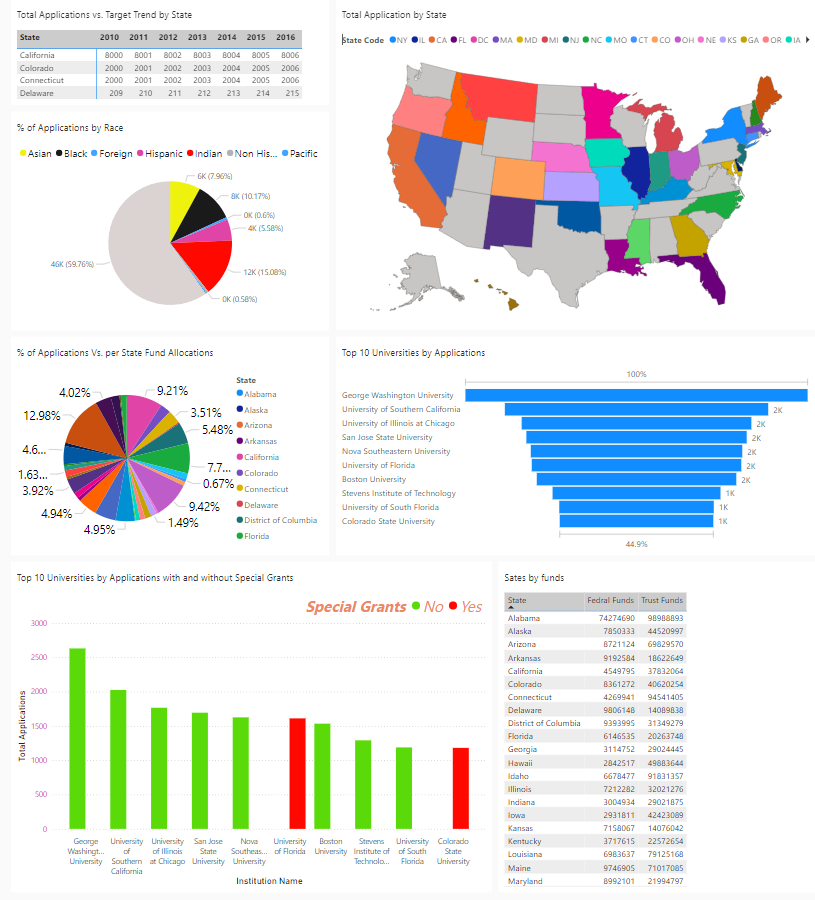 Total Applications vs. Target Trend by State
State 2010 2011 2012 2013 2014 2015 2016
California 8000 8001 8002 8003 8004 8005 8006
Colorado 2000 2001 2002 2003 2004 2005 2006
Connecticut 2000 2001 2002 2003 2004 2005 2006
Delaware 209 210 211 212 213 214 215
Total Application by State
State Code NY IL CA FL DC MA MD MI NJ NC MO CT CO OH NE KS GA OR IA
% of Applications by Race
Asian Black Foreign Hispanic Indian Non His... Pacific
6K (7.96%)
8K (10.17%)
0K (0.6%)
4K (5.58%)
46K (59.76%)
12K (15.08%)
0K (0.58%)
% of Applications Vs. per State Fund Allocations
4.02%
9.21%
12.98%
3.51%
5.48%
4.6...
7.7...
1.63...
0.67%
3.92%
9.42%
4.94%
1.49%
4.95%
State
Alabama
Alaska
Arizona
Arkansas
California
Colorado
Connecticut
Delaware
District of Columbia
Florida
Top 10 Universities by Applications
100%
George Washington University
University of Southern California 2K
University of Illinois at Chicago 2K
San Jose State University 2K
Nova Southeastern University 2K
University of Florida 2K
Boston University 2K
Stevens Institute of Technology 1K
University of South Florida 1K
Colorado State University 1K
44.9%
Top 10 Universities by Applications with and without Special Grants
Special Grants No Yes
Total Applications
3000
2500
2000
1500
1000
500
0
George Washingt... University
University of Southern California
University of Illinois at Chicago
San Jose State University
Nova Southeas... University
University of Florida
Boston University
Stevens Institute of Technolo...
University of South Florida
Colorado State University
Institution Name
Sates by funds
State Fedral Funds Trust Funds
Alabama 74274690 98988893
Alaska 7850333 44520997
Arizona 8721124 69829570
Arkansas 9192584 18622649
California 4549795 37832064
Colorado 8361272 40620254
Connecticut 4269941 94541405
Delaware 9806148 14089838
District of Columbia 9393995 31349279
Florida 6146535 20263748
Georgia 3114752 29024445
Hawaii 2842517 49883644
Idaho 6678477 91831357
Illinois 7212282 32021276
Indiana 3004934 29021875
Iowa 2931811 42423089
Kansas 7158067 14076042
Kentucky 3717615 22572654
Louisiana 6983637 79125168
Maine 9746905 71017085
Maryland 8992101 21994797